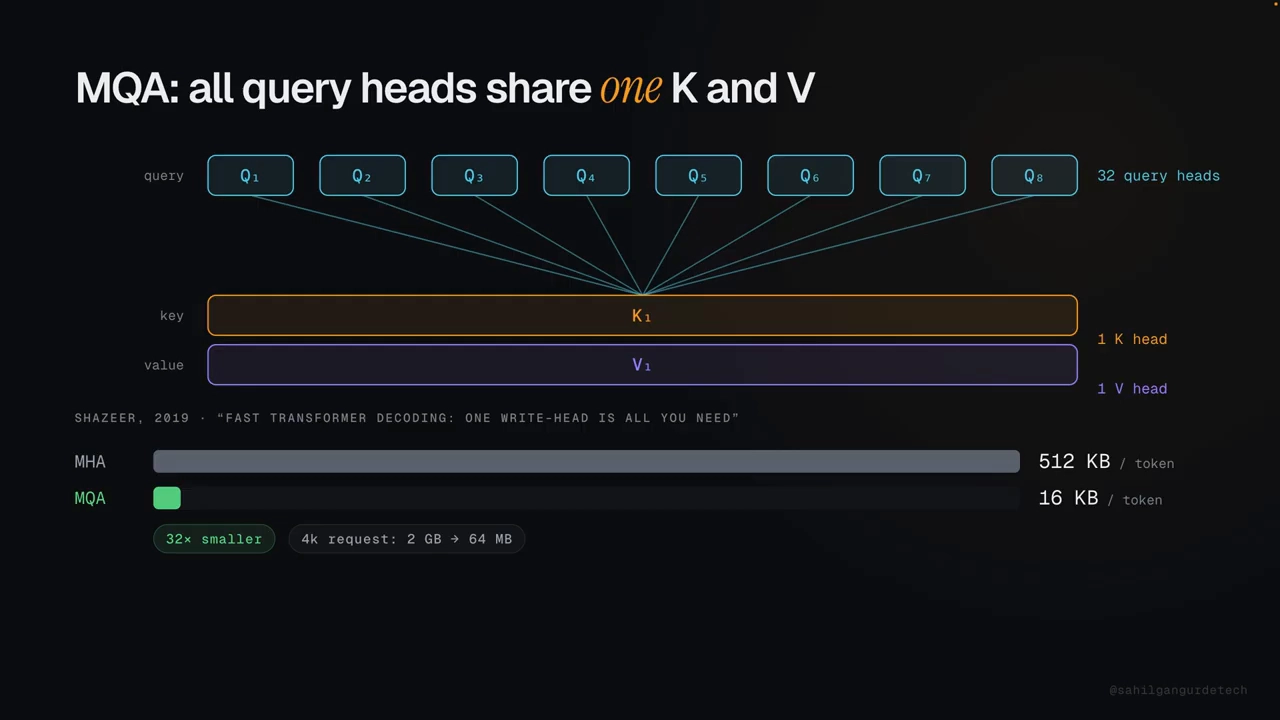 MQA: all query heads share one K and V
query Q₁ Q₂ Q₃ Q₄ Q₅ Q₆ Q₇ Q₈ 32 query heads
key K₁
1 K head
value V₁
1 V head
SHAZEER, 2019 · “FAST TRANSFORMER DECODING: ONE WRITE-HEAD IS ALL YOU NEED”
MHA 512 KB / token
MQA 16 KB / token
32× smaller 4k request: 2 GB → 64 MB
@sahilgangurdetech